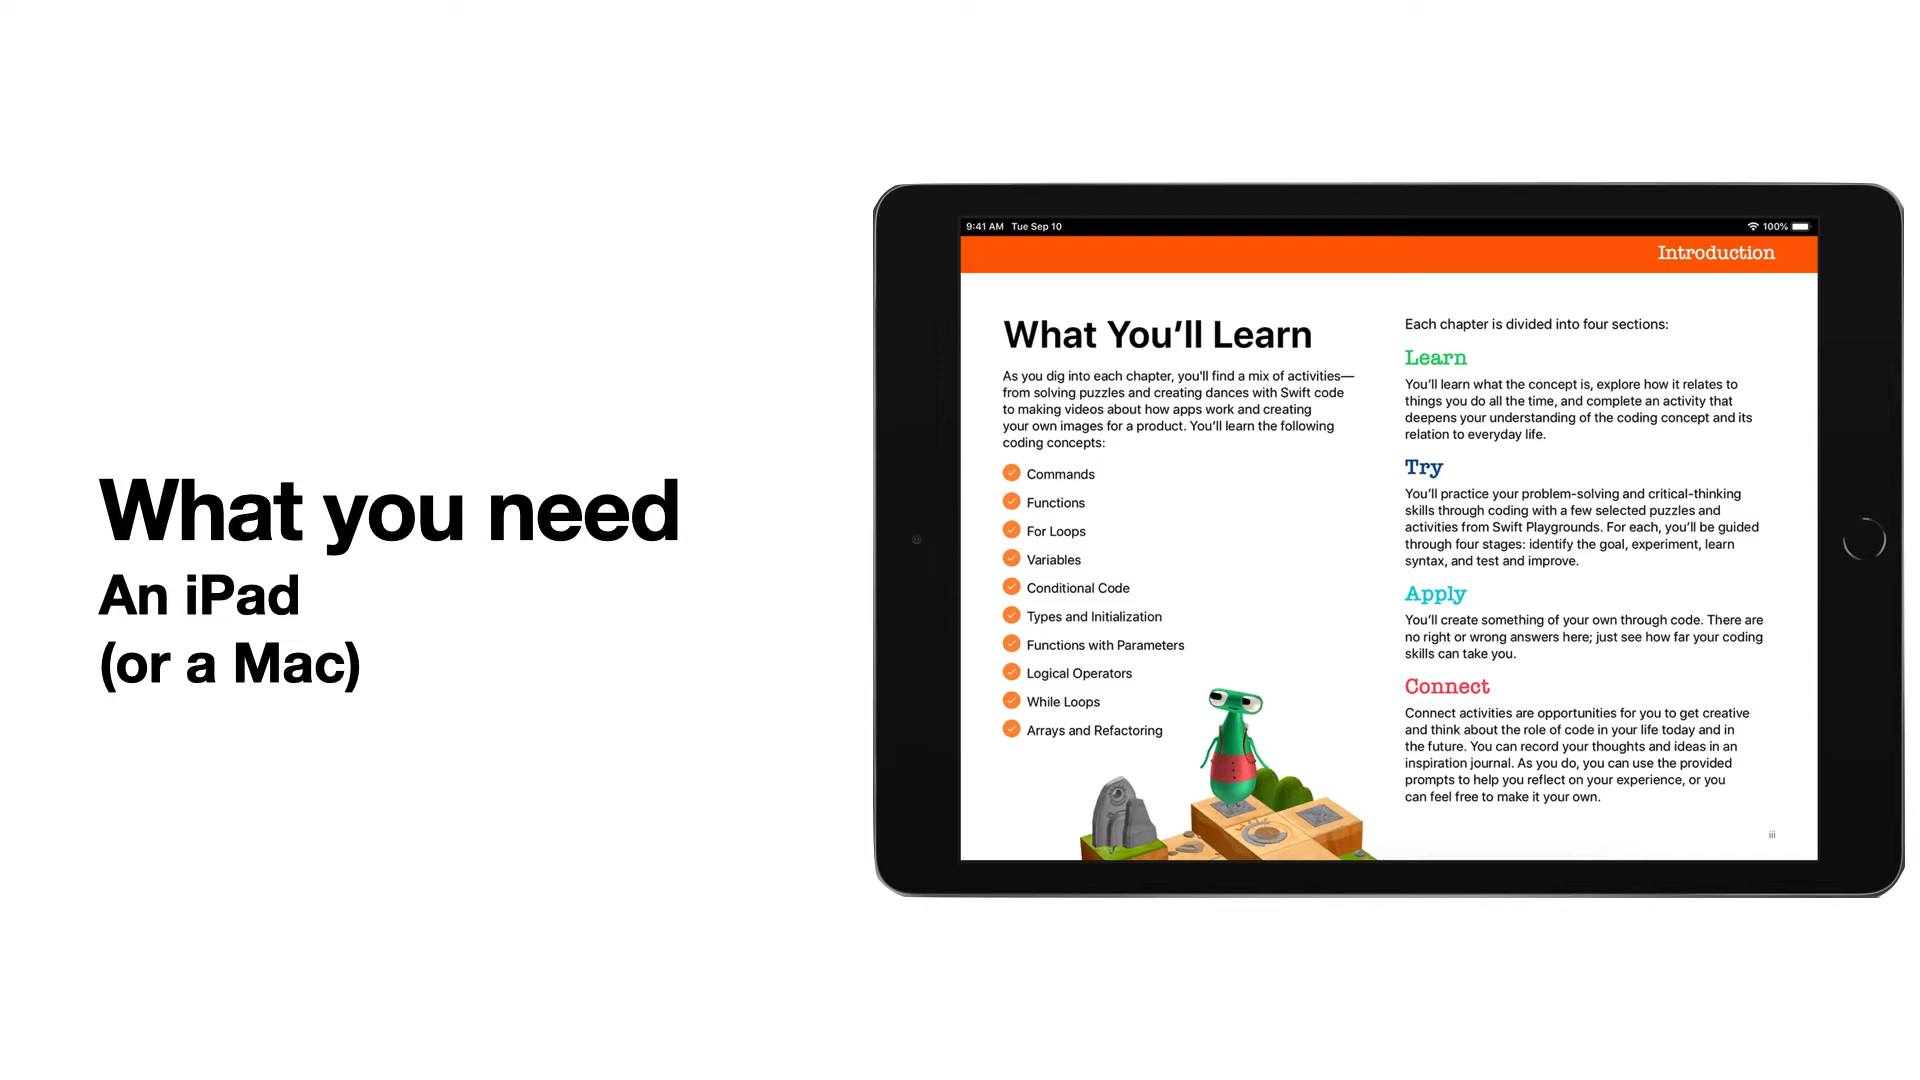 What you need
An iPad
(or a Mac)
9:41 AM Tue Sep 10
100%
Introduction
What You’ll Learn
As you dig into each chapter, you'll find a mix of activities—
from solving puzzles and creating dances with Swift code
to making videos about how apps work and creating
your own images for a product. You’ll learn the following
coding concepts:
Commands
Functions
For Loops
Variables
Conditional Code
Types and Initialization
Functions with Parameters
Logical Operators
While Loops
Arrays and Refactoring
Each chapter is divided into four sections:
Learn
You’ll learn what the concept is, explore how it relates to
things you do all the time, and complete an activity that
deepens your understanding of the coding concept and its
relation to everyday life.
Try
You’ll practice your problem-solving and critical-thinking
skills through coding with a few selected puzzles and
activities from Swift Playgrounds. For each, you’ll be guided
through four stages: identify the goal, experiment, learn
syntax, and test and improve.
Apply
You’ll create something of your own through code. There are
no right or wrong answers here; just see how far your coding
skills can take you.
Connect
Connect activities are opportunities for you to get creative
and think about the role of code in your life today and in
the future. You can record your thoughts and ideas in an
inspiration journal. As you do, you can use the provided
prompts to help you reflect on your experience, or you
can feel free to make it your own.
iii